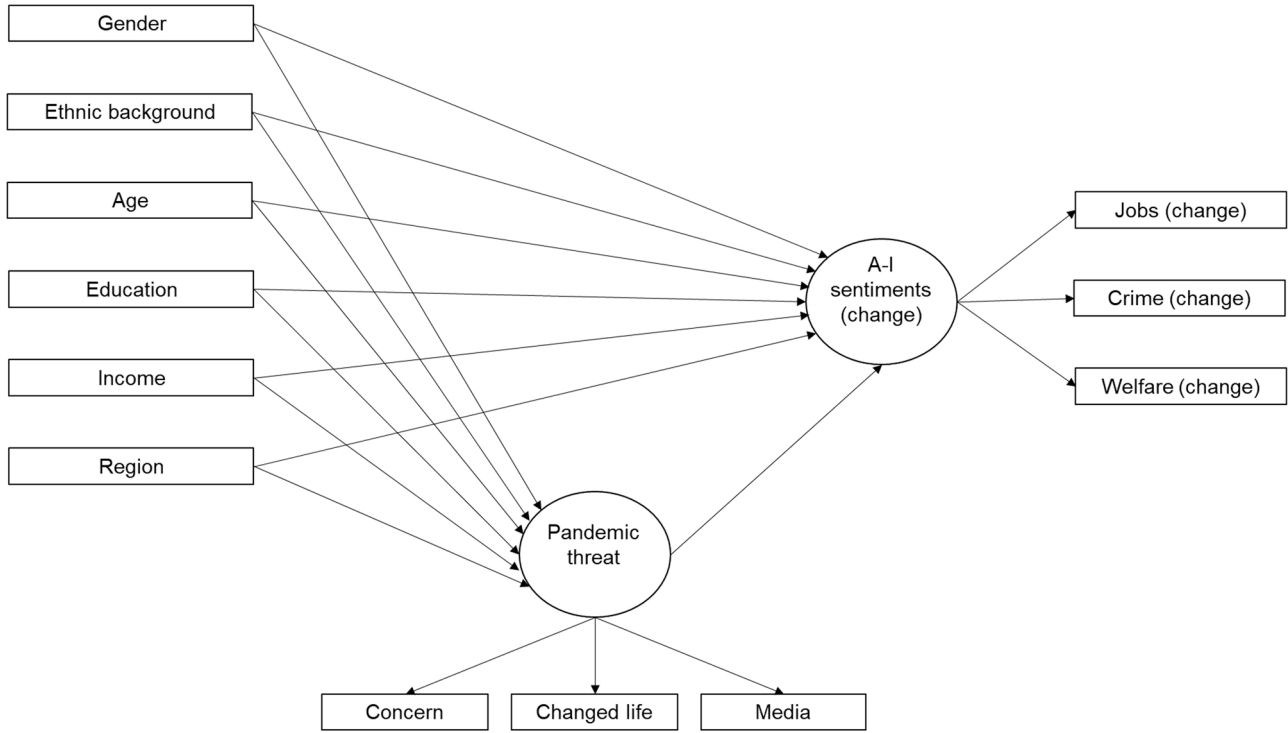 Gender
Ethnic background
Age
Education
Income
Region
A-I
sentiments
(change)
Jobs (change)
Crime (change)
Welfare (change)
Pandemic
threat
Concern
Changed life
Media